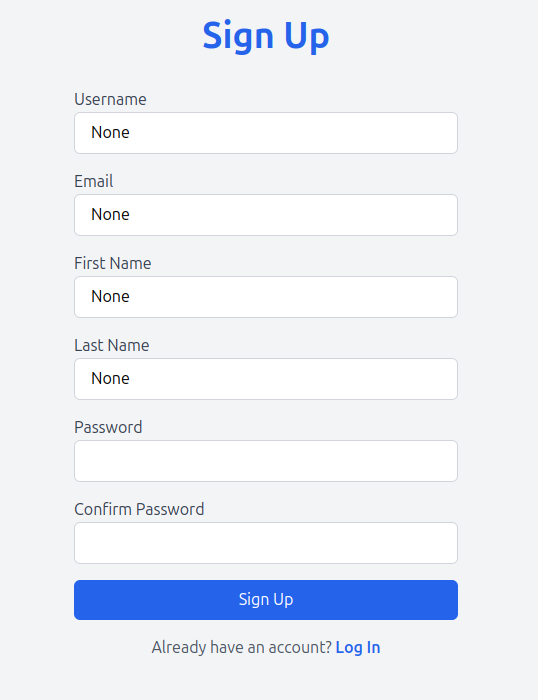 Sign Up
Username
None
Email
None
First Name
None
Last Name
None
Password
Confirm Password
Sign Up
Already have an account? Log In